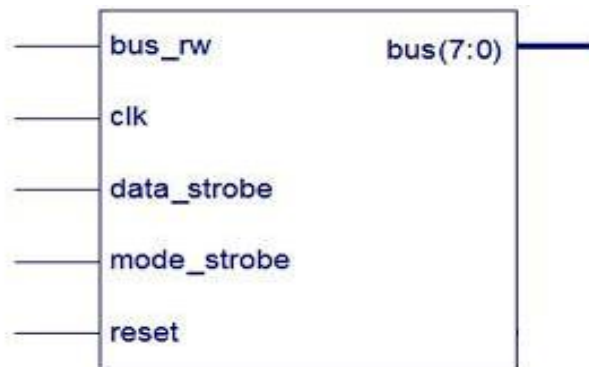 bus_rw bus(7:0)
clk
data_strobe
mode_strobe
reset